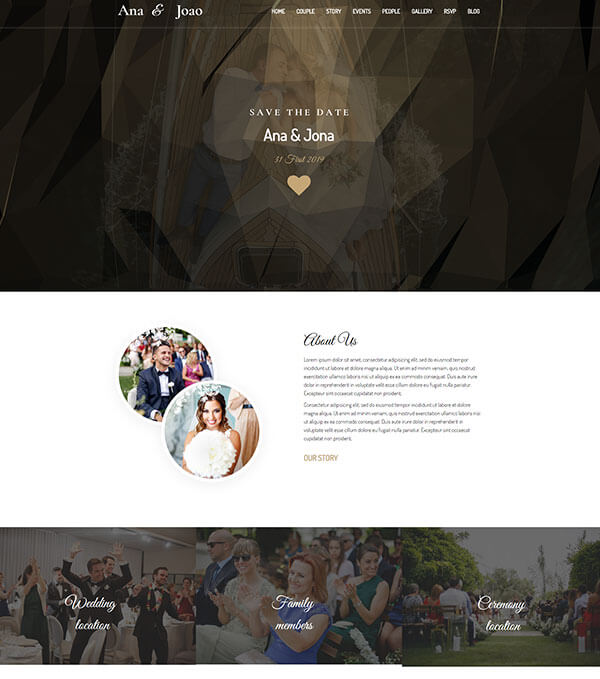 Ana & Joao
HOME COUPLE STORY EVENTS PEOPLE GALLERY RSVP BLOG
SAVE THE DATE
Ana & Jona
31 First 2019
About Us
Lorem ipsum dolor sit amet, consectetur adipiscing elit, sed do eiusmod tempor incididunt ut labore
et dolore magna aliqua. Ut enim ad minim veniam, quis nostrud exercitation ullamco laboris nisi ut
aliquip ex ea commodo consequat. Duis aute irure
dolor in reprehenderit in voluptate velit esse cillum dolore eu fugiat nulla pariatur.
Excepteur sint occaecat cupidatat non proident.
Consectetur adipiscing elit, sed do eiusmod tempor incididunt ut labore et dolore
magna aliqua. Ut enim ad minim veniam, quis nostrud exercitation ullamco laboris nisi
ut aliquip ex ea commodo consequat. Duis aute irure dolor in reprehenderit in
voluptate velit esse cillum dolore eu fugiat nulla pariatur. Excepteur sint occaecat
cupidatat non proident.
OUR STORY
Wedding
location
Family
members
Ceremony
location